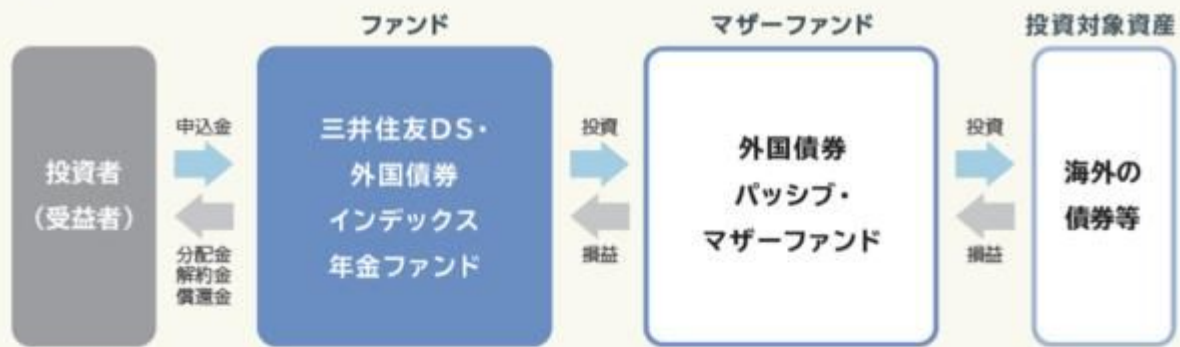 ファンド
マザーファンド
投資対象資産
投資者
（受益者）
申込金
分配金
解約金
償還金
三井住友DS・
外国債券
インデックス
年金ファンド
投資
損益
外国債券
パッシブ・
マザーファンド
投資
損益
海外の
債券等